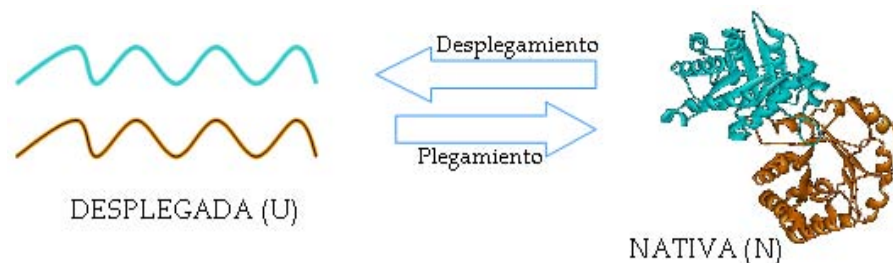 Desplegamiento
Plegamiento
DESPLEGADA (U)
NATIVA (N)